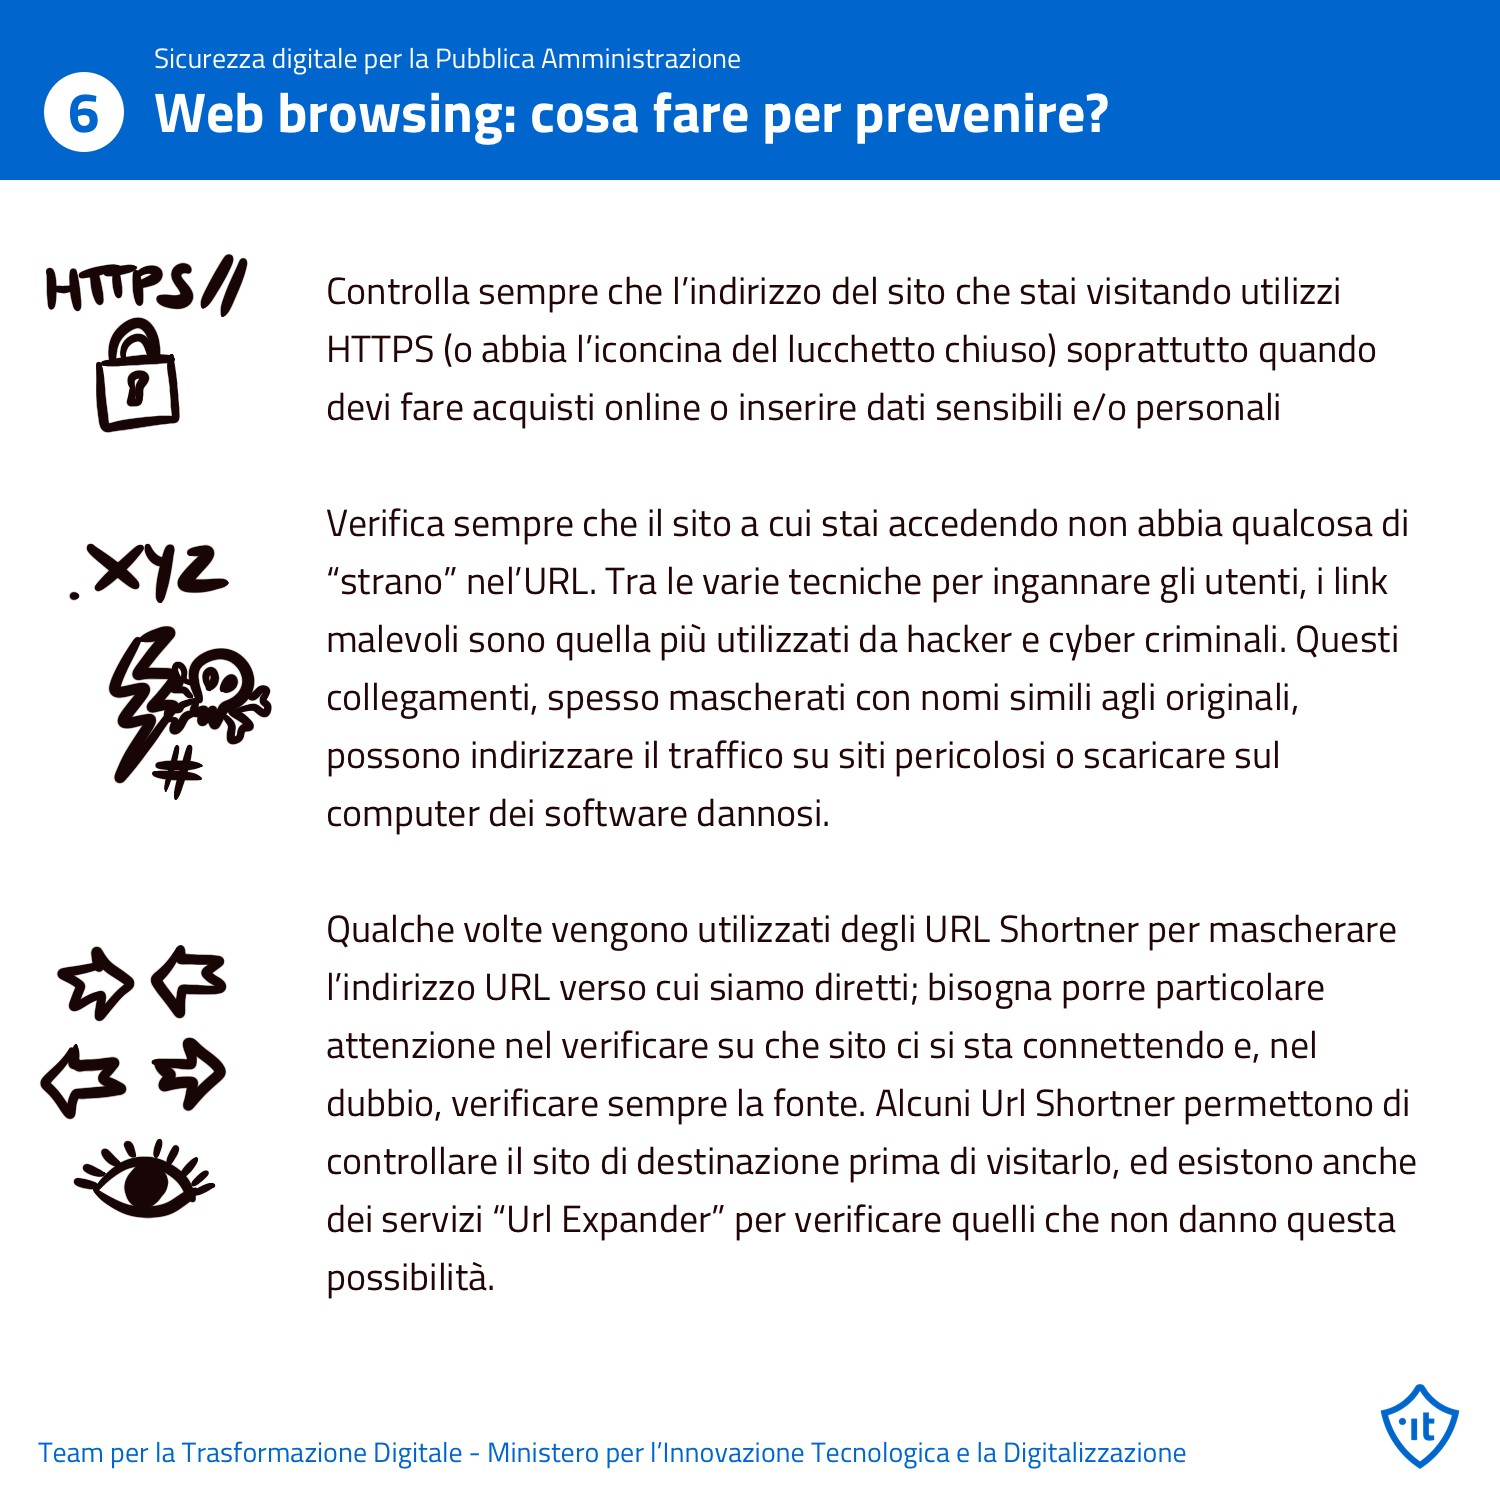 Sicurezza digitale per la Pubblica Amministrazione
6
Web browsing: cosa fare per prevenire?
HTTPS//
Controlla sempre che l’indirizzo del sito che stai visitando utilizzi
HTTPS (o abbia l’iconcina del lucchetto chiuso) soprattutto quando
devi fare acquisti online o inserire dati sensibili e/o personali
.XYZ
#
Verifica sempre che il sito a cui stai accedendo non abbia qualcosa di
“strano” nel’URL. Tra le varie tecniche per ingannare gli utenti, i link
malevoli sono quella più utilizzati da hacker e cyber criminali. Questi
collegamenti, spesso mascherati con nomi simili agli originali,
possono indirizzare il traffico su siti pericolosi o scaricare sul
computer dei software dannosi.
Qualche volte vengono utilizzati degli URL Shortner per mascherare
l’indirizzo URL verso cui siamo diretti; bisogna porre particolare
attenzione nel verificare su che sito ci si sta connettendo e, nel
dubbio, verificare sempre la fonte. Alcuni Url Shortner permettono di
controllare il sito di destinazione prima di visitarlo, ed esistono anche
dei servizi “Url Expander” per verificare quelli che non danno questa
possibilità.
Team per la Trasformazione Digitale - Ministero per l’Innovazione Tecnologica e la Digitalizzazione
·it